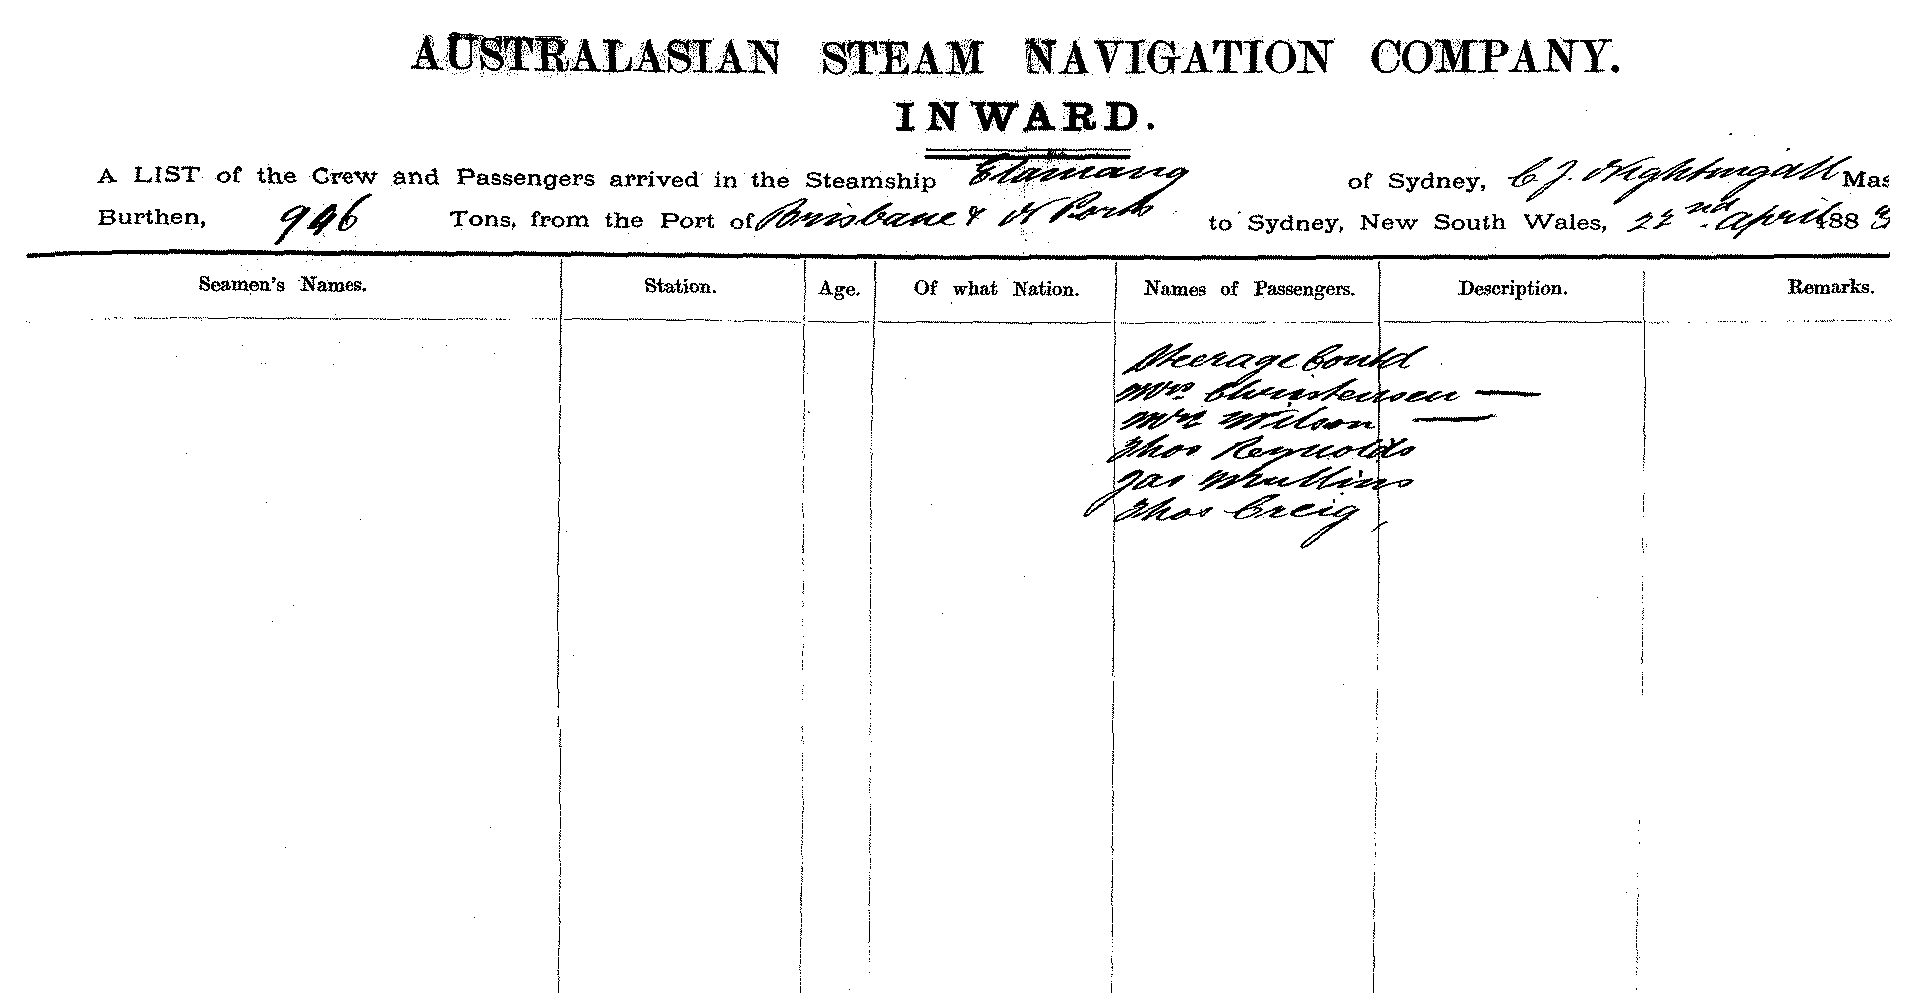 AUSTRALASIAN STEAM NAVIGATION COMPANY.
INWARD.
A LIST of the Crew and Passengers arrived in the Steamship Elamang of Sydney, C J. Nightingall Mas
Burthen, 946 Tons, from the Port of Brisbane & N Ports to Sydney, New South Wales, 22nd April 1883
Seamen's Names. Station. Age. Of what Nation. Names of Passengers. Description. Remarks.
Steerage Contd
Mrs. Christensen —
Mrs Wilson —
Thos Reynolds
Jas Mullins
Thos Creig